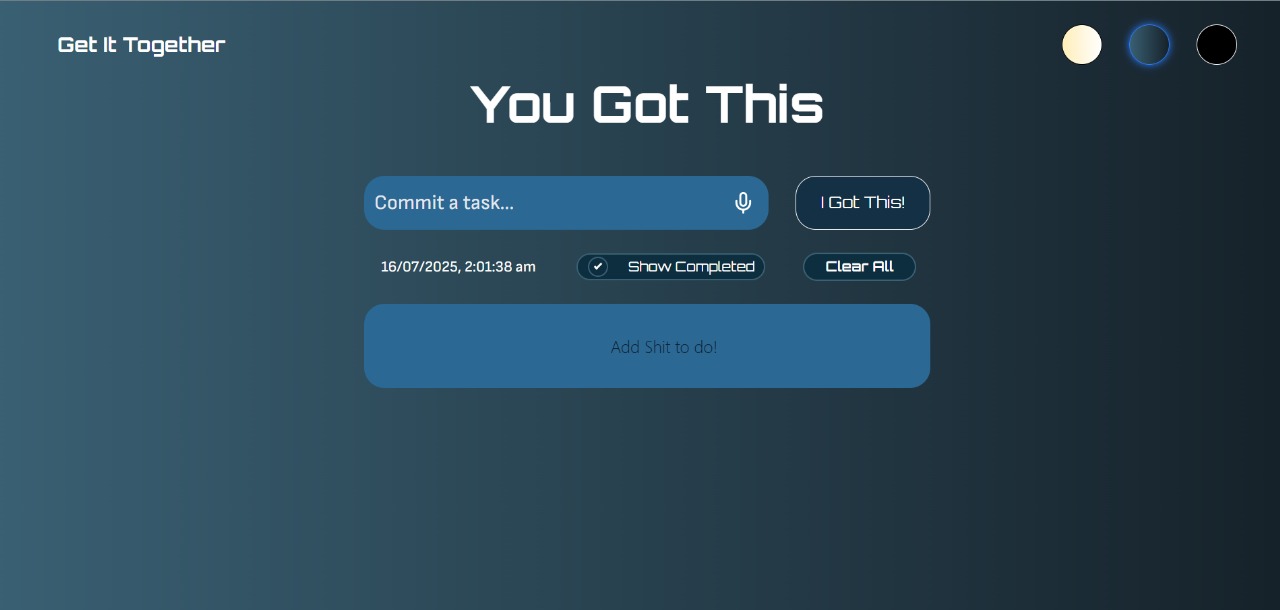 Get It Together
You Got This
Commit a task...
I Got This!
16/07/2025, 2:01:38 am
Show Completed
Clear All
Add Shit to do!